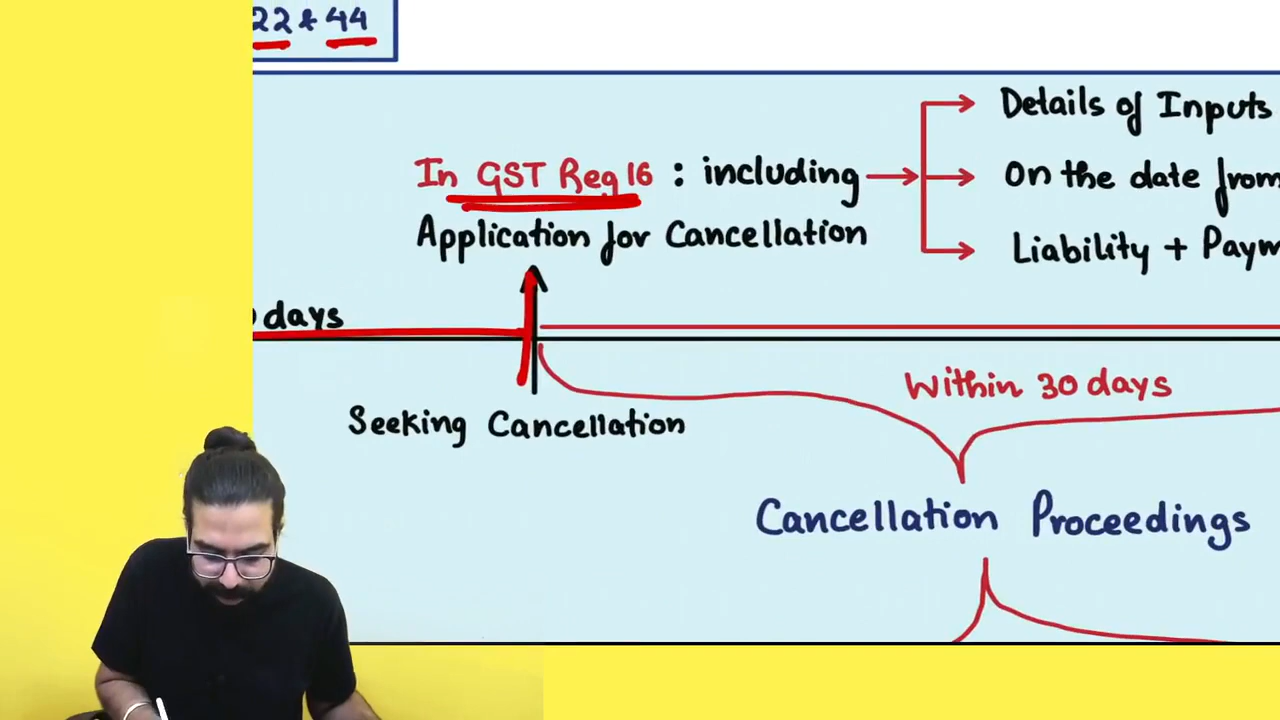 22 & 44
Details of Inputs
In GST Reg 16 : including
On the date from
Application for Cancellation
Liability +
days
Within 30 days
Seeking Cancellation
Cancellation Proceedings